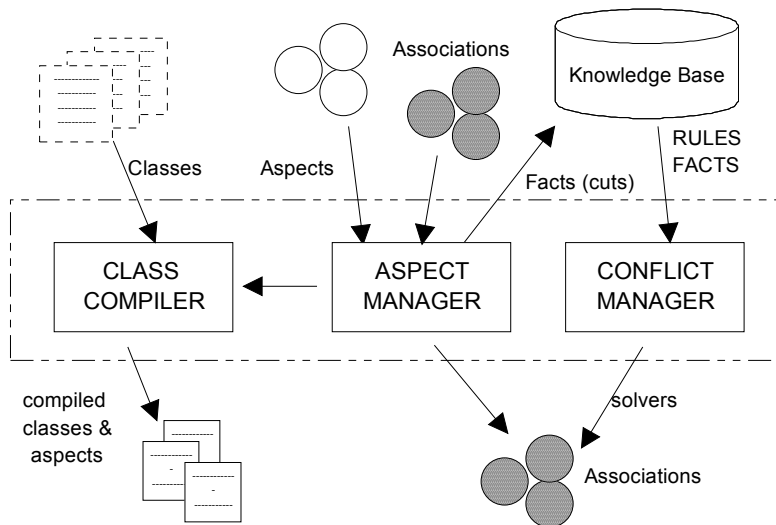 Associations
Knowledge Base
Classes
Aspects
Facts (cuts)
RULES
FACTS
CLASS
COMPILER
ASPECT
MANAGER
CONFLICT
MANAGER
compiled
classes &
aspects
solvers
Associations